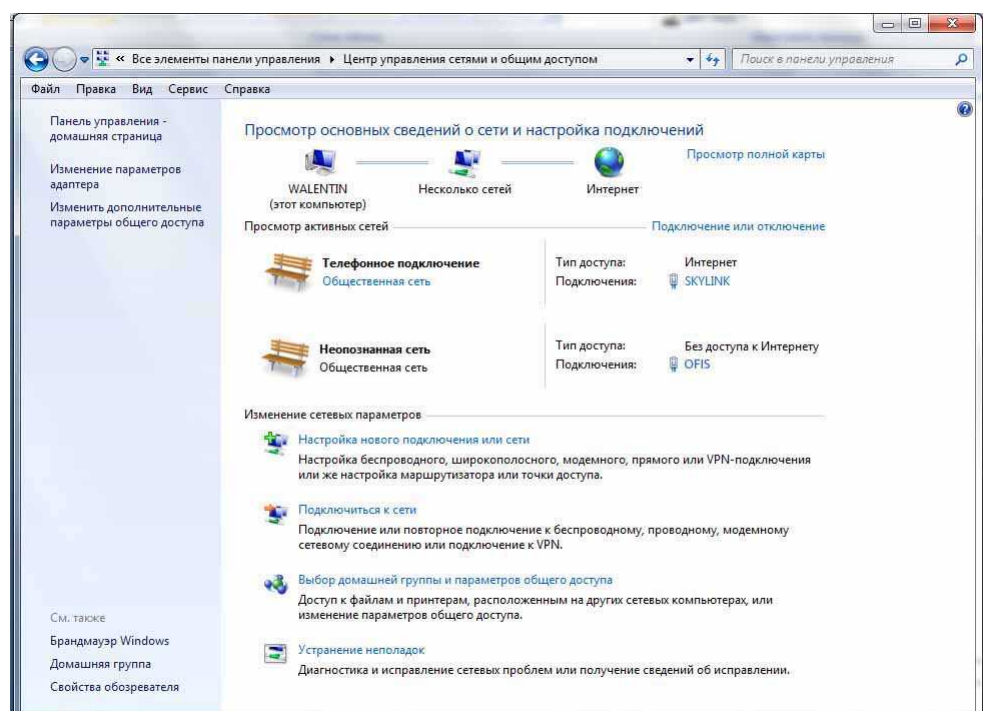 « Все элементы панели управления ▸ Центр управления сетями и общим доступом
Поиск в панели управления
Файл Правка Вид Сервис Справка
Панель управления -
домашняя страница
Изменение параметров
адаптера
Изменить дополнительные
параметры общего доступа
Просмотр основных сведений о сети и настройка подключений
Просмотр полной карты
WALENTIN
(этот компьютер)
Несколько сетей
Интернет
Просмотр активных сетей
Подключение или отключение
Телефонное подключение
Общественная сеть
Тип доступа: Интернет
Подключения: SKYLINK
Неопознанная сеть
Общественная сеть
Тип доступа: Без доступа к Интернету
Подключения: OFIS
Изменение сетевых параметров
Настройка нового подключения или сети
Настройка беспроводного, широкополосного, модемного, прямого или VPN-подключения
или же настройка маршрутизатора или точки доступа.
Подключиться к сети
Подключение или повторное подключение к беспроводному, проводному, модемному
сетевому соединению или подключение к VPN.
Выбор домашней группы и параметров общего доступа
Доступ к файлам и принтерам, расположенным на других сетевых компьютерах, или
изменение параметров общего доступа.
Устранение неполадок
Диагностика и исправление сетевых проблем или получение сведений об исправлении.
См. также
Брандмауэр Windows
Домашняя группа
Свойства обозревателя